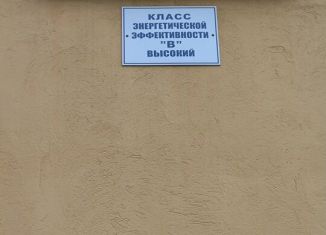 КЛАСС
ЭНЕРГЕТИЧЕСКОЙ
ЭФФЕКТИВНОСТИ
"В"
ВЫСОКИЙ